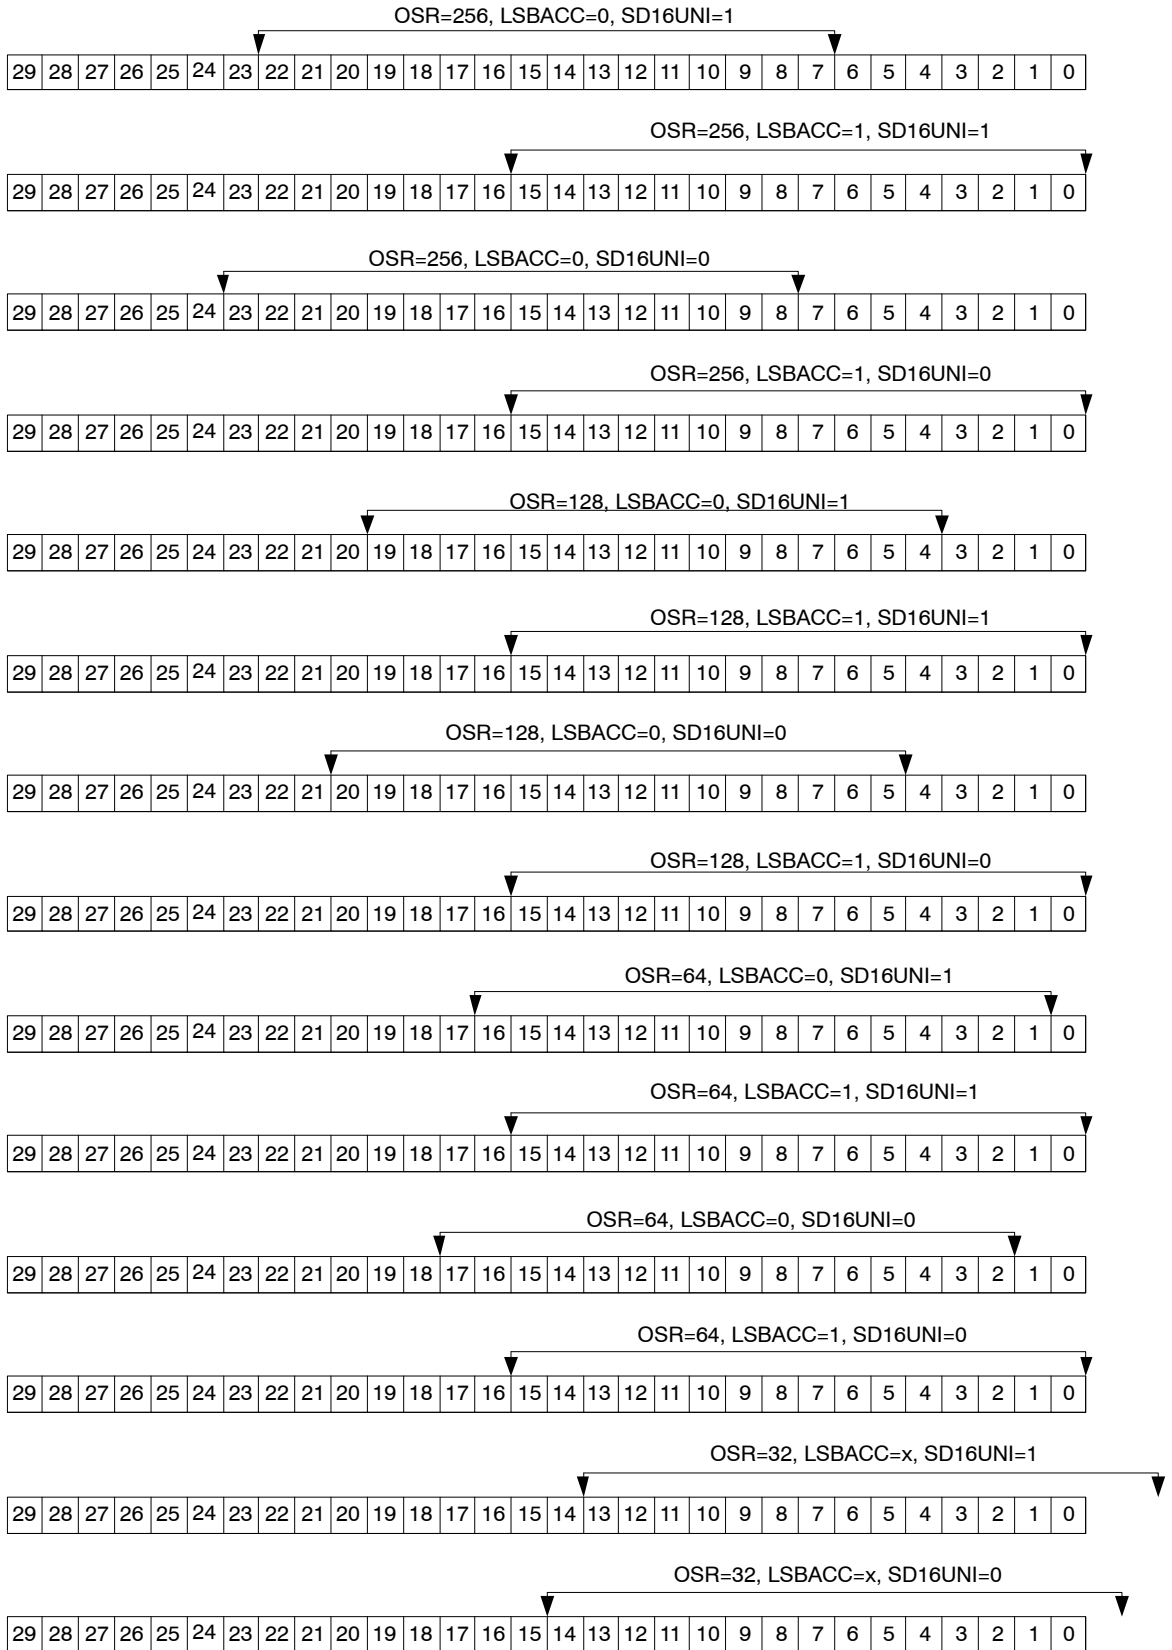 OSR=256, LSBACC=0, SD16UNI=1
29 28 27 26 25 24 23 22 21 20 19 18 17 16 15 14 13 12 11 10 9 8 7 6 5 4 3 2 1 0
OSR=256, LSBACC=1, SD16UNI=1
29 28 27 26 25 24 23 22 21 20 19 18 17 16 15 14 13 12 11 10 9 8 7 6 5 4 3 2 1 0
OSR=256, LSBACC=0, SD16UNI=0
29 28 27 26 25 24 23 22 21 20 19 18 17 16 15 14 13 12 11 10 9 8 7 6 5 4 3 2 1 0
OSR=256, LSBACC=1, SD16UNI=0
29 28 27 26 25 24 23 22 21 20 19 18 17 16 15 14 13 12 11 10 9 8 7 6 5 4 3 2 1 0
OSR=128, LSBACC=0, SD16UNI=1
29 28 27 26 25 24 23 22 21 20 19 18 17 16 15 14 13 12 11 10 9 8 7 6 5 4 3 2 1 0
OSR=128, LSBACC=1, SD16UNI=1
29 28 27 26 25 24 23 22 21 20 19 18 17 16 15 14 13 12 11 10 9 8 7 6 5 4 3 2 1 0
OSR=128, LSBACC=0, SD16UNI=0
29 28 27 26 25 24 23 22 21 20 19 18 17 16 15 14 13 12 11 10 9 8 7 6 5 4 3 2 1 0
OSR=128, LSBACC=1, SD16UNI=0
29 28 27 26 25 24 23 22 21 20 19 18 17 16 15 14 13 12 11 10 9 8 7 6 5 4 3 2 1 0
OSR=64, LSBACC=0, SD16UNI=1
29 28 27 26 25 24 23 22 21 20 19 18 17 16 15 14 13 12 11 10 9 8 7 6 5 4 3 2 1 0
OSR=64, LSBACC=1, SD16UNI=1
29 28 27 26 25 24 23 22 21 20 19 18 17 16 15 14 13 12 11 10 9 8 7 6 5 4 3 2 1 0
OSR=64, LSBACC=0, SD16UNI=0
29 28 27 26 25 24 23 22 21 20 19 18 17 16 15 14 13 12 11 10 9 8 7 6 5 4 3 2 1 0
OSR=64, LSBACC=1, SD16UNI=0
29 28 27 26 25 24 23 22 21 20 19 18 17 16 15 14 13 12 11 10 9 8 7 6 5 4 3 2 1 0
OSR=32, LSBACC=x, SD16UNI=1
29 28 27 26 25 24 23 22 21 20 19 18 17 16 15 14 13 12 11 10 9 8 7 6 5 4 3 2 1 0
OSR=32, LSBACC=x, SD16UNI=0
29 28 27 26 25 24 23 22 21 20 19 18 17 16 15 14 13 12 11 10 9 8 7 6 5 4 3 2 1 0